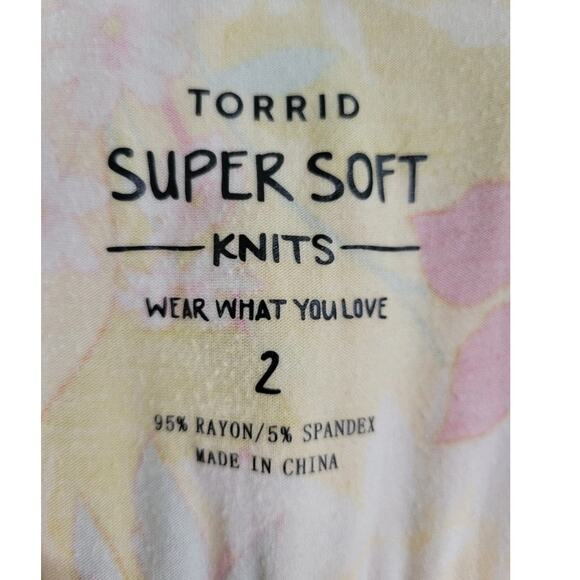 TORRID
SUPER SOFT
KNITS
WEAR WHAT YOU LOVE
2
95% RAYON/5% SPANDEX
MADE IN CHINA